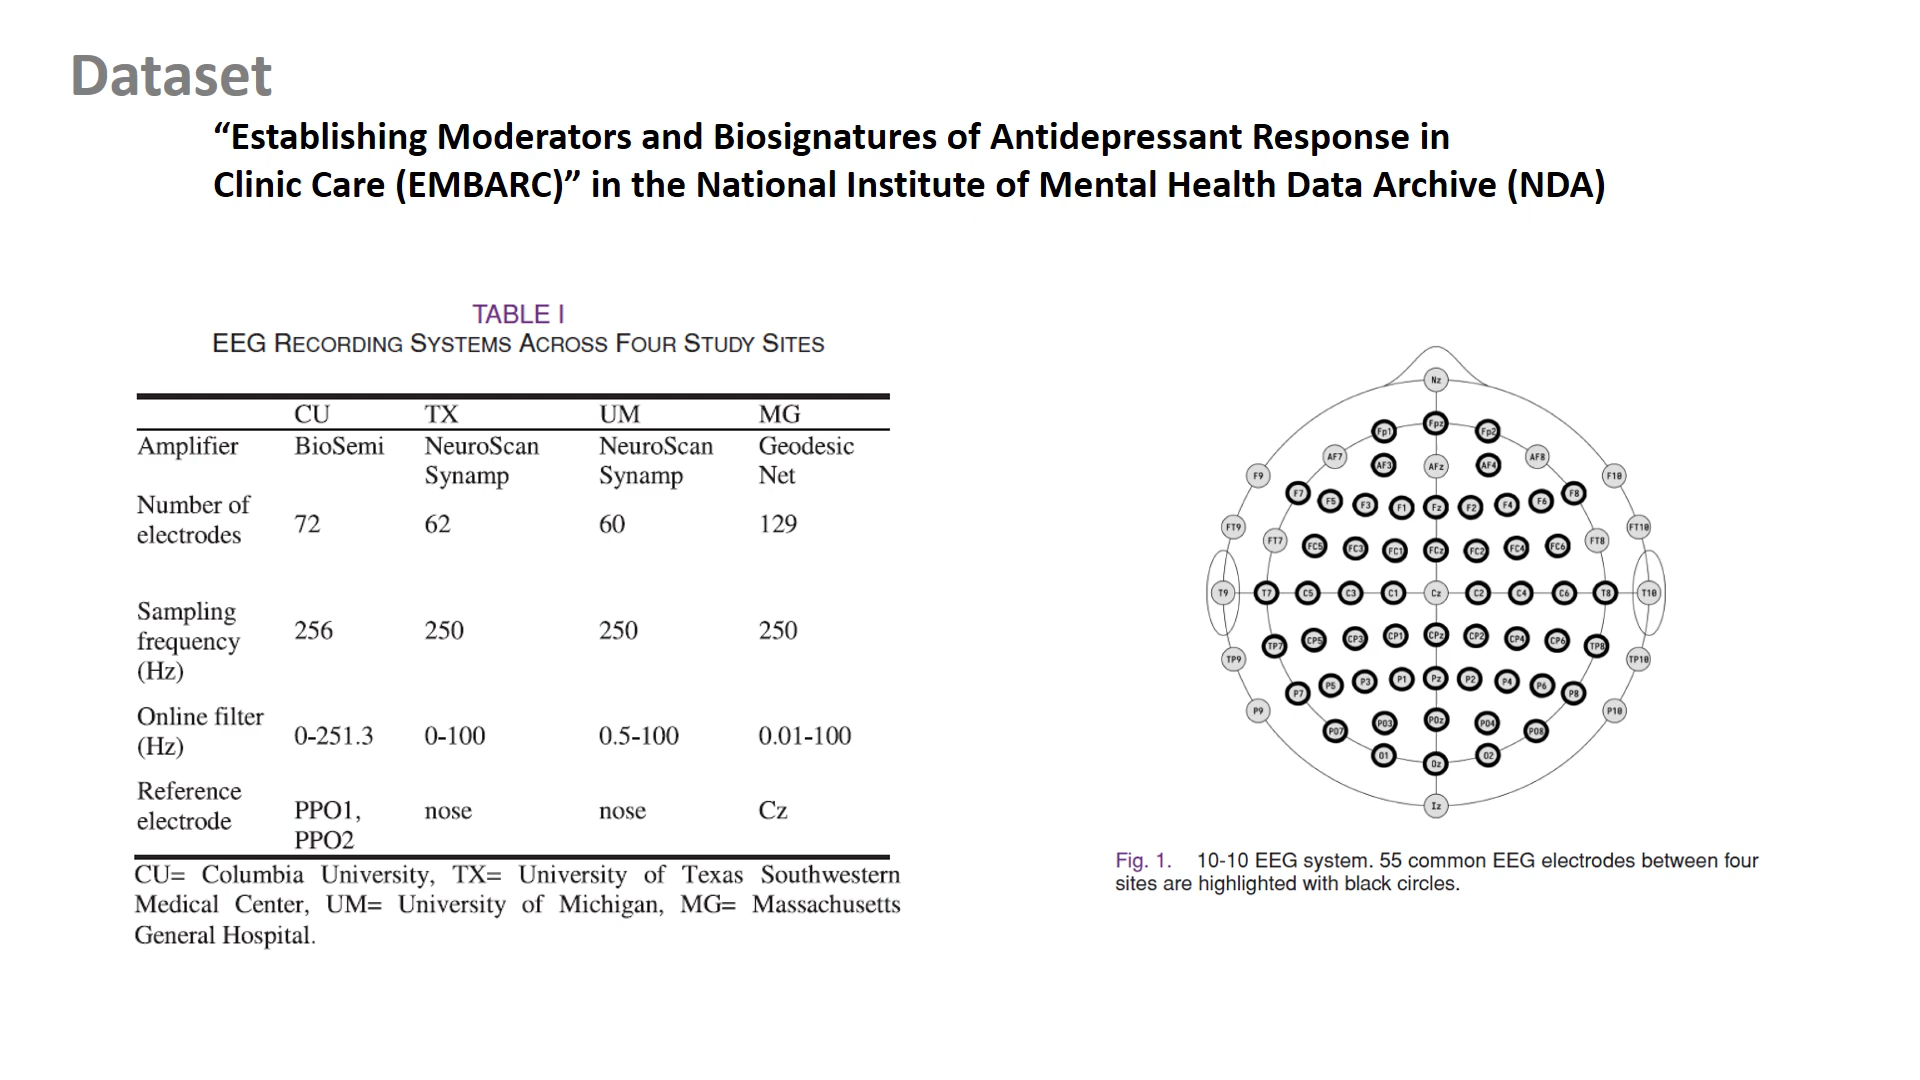 Dataset
“Establishing Moderators and Biosignatures of Antidepressant Response in
Clinic Care (EMBARC)” in the National Institute of Mental Health Data Archive (NDA)
TABLE I
EEG RECORDING SYSTEMS ACROSS FOUR STUDY SITES
CU TX UM MG
Amplifier BioSemi NeuroScan NeuroScan Geodesic
Synamp Synamp Net
Number of
electrodes 72 62 60 129
Sampling
frequency 256 250 250 250
(Hz)
Online filter
(Hz) 0-251.3 0-100 0.5-100 0.01-100
Reference
electrode PPO1, nose nose Cz
PPO2
CU= Columbia University, TX= University of Texas Southwestern
Medical Center, UM= University of Michigan, MG= Massachusetts
General Hospital.
Nz
Fp1 Fpz Fp2
AF7 AF3 AFz AF4 AF8
F9 F7 F5 F3 F1 Fz F2 F4 F6 F8 F10
FT9 FT7 FC5 FC3 FC1 FCz FC2 FC4 FC6 FT8 FT10
T9 T7 C5 C3 C1 Cz C2 C4 C6 T8 T10
TP9 TP7 CP5 CP3 CP1 CPz CP2 CP4 CP6 TP8 TP10
P9 P7 P5 P3 P1 Pz P2 P4 P6 P8 P10
PO7 PO3 POz PO4 PO8
O1 Oz O2
Iz
Fig. 1. 10-10 EEG system. 55 common EEG electrodes between four
sites are highlighted with black circles.